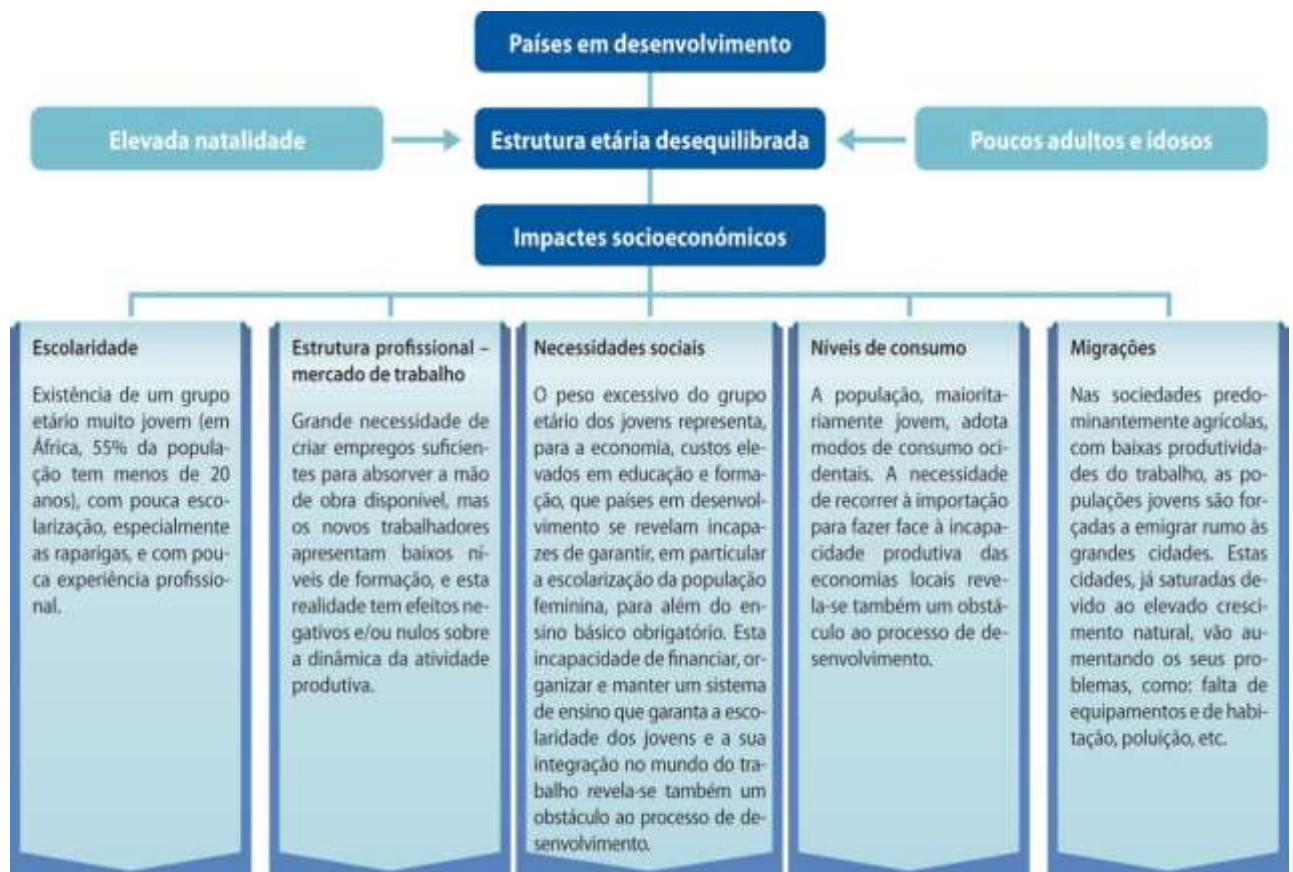 Países em desenvolvimento
Elevada natalidade
Estrutura etária desequilibrada
Poucos adultos e idosos
Impactes socioeconómicos
Escolaridade
Existência de um grupo
etário muito jovem (em
África, 55% da popula-
ção tem menos de 20
anos), com pouca esco-
larização, especialmente
as raparigas, e com pou-
ca experiência profissio-
nal.
Estrutura profissional –
mercado de trabalho
Grande necessidade de
criar empregos suficien-
tes para absorver a mão
de obra disponível, mas
os novos trabalhadores
apresentam baixos ní-
veis de formação, e esta
realidade tem efeitos ne-
gativos e/ou nulos sobre
a dinâmica da atividade
produtiva.
Necessidades sociais
O peso excessivo do grupo
etário dos jovens representa,
para a economia, custos ele-
vados em educação e forma-
ção, que países em desenvol-
vimento se revelam incapa-
zes de garantir, em particular
a escolarização da população
feminina, para além do en-
sino básico obrigatório. Esta
incapacidade de financiar, or-
ganizar e manter um sistema
de ensino que garanta a esco-
laridade dos jovens e a sua
integração no mundo do tra-
balho revela-se também um
obstáculo ao processo de de-
senvolvimento.
Níveis de consumo
A população, maiorita-
riamente jovem, adota
modos de consumo oci-
dentais. A necessidade
de recorrer à importação
para fazer face à incapa-
cidade produtiva das
economias locais reve-
la-se também um obstá-
culo ao processo de de-
senvolvimento.
Migrações
Nas sociedades predo-
minantemente agrícolas,
com baixas produtivida-
des do trabalho, as po-
pulações jovens são for-
çadas a emigrar rumo às
grandes cidades. Estas
cidades, já saturadas de-
vido ao elevado cresci-
mento natural, vão au-
mentando os seus pro-
blemas, como: falta de
equipamentos e de habi-
tação, poluição, etc.